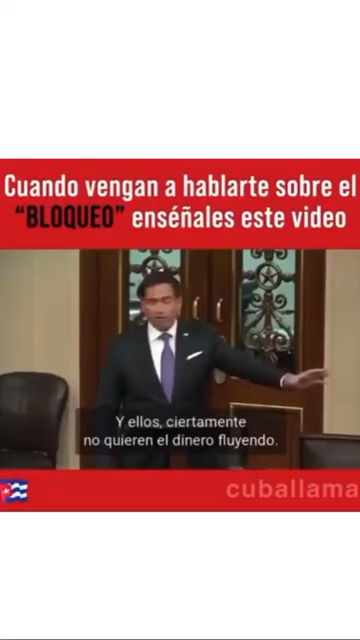 Cuando vengan a hablarte sobre el
“BLOQUEO” enséñales este video
Y ellos, ciertamente
no quieren el dinero fluyendo.
cuballama